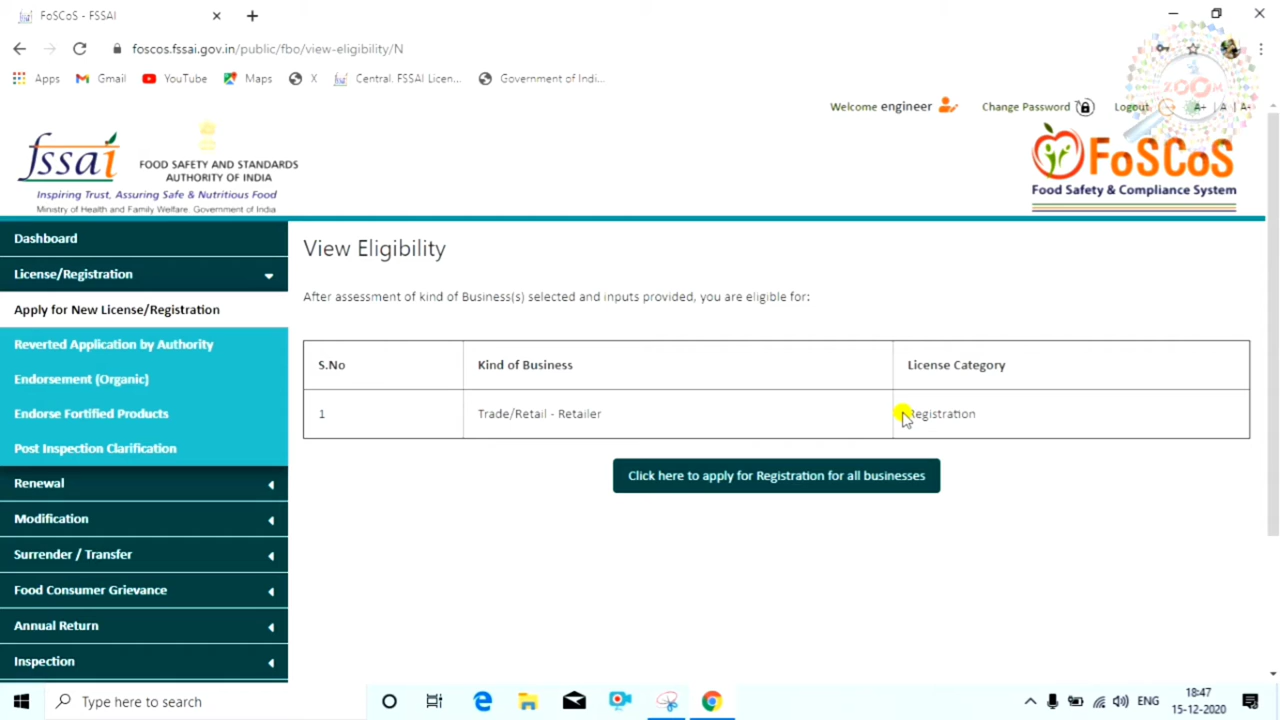 FoSCoS - FSSAI
foscos.fssai.gov.in/public/fbo/view-eligibility/N
Apps Gmail YouTube Maps X Central. FSSAI Licen... Government of Indi...
ZOOM
Welcome engineer Change Password Logout A+ | A | A+
fssai
FOOD SAFETY AND STANDARDS
AUTHORITY OF INDIA
Inspiring Trust, Assuring Safe & Nutritious Food
Ministry of Health and Family Welfare, Government of India
FoSCoS
Food Safety & Compliance System
Dashboard
License/Registration
Apply for New License/Registration
Reverted Application by Authority
Endorsement (Organic)
Endorse Fortified Products
Post Inspection Clarification
Renewal
Modification
Surrender / Transfer
Food Consumer Grievance
Annual Return
Inspection
View Eligibility
After assessment of kind of Business(s) selected and inputs provided, you are eligible for:
S.No Kind of Business License Category
1 Trade/Retail - Retailer Registration
Click here to apply for Registration for all businesses
Type here to search
ENG
18:47
15-12-2020